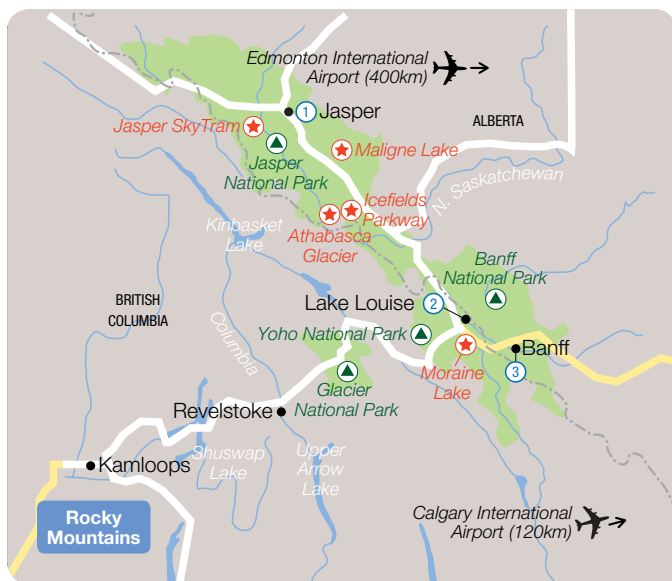 Edmonton International
Airport (400km)
1
Jasper
ALBERTA
Jasper SkyTram
Maligne Lake
Jasper
National Park
N. Saskatchewan
Icefields
Parkway
Kinbasket
Lake
Athabasca
Glacier
Banff
National Park
BRITISH
COLUMBIA
Lake Louise
2
Columbia
Yoho National Park
Banff
3
Moraine
Lake
Glacier
National Park
Revelstoke
Shuswap
Lake
Upper
Arrow
Lake
Kamloops
Rocky
Mountains
Calgary International
Airport (120km)